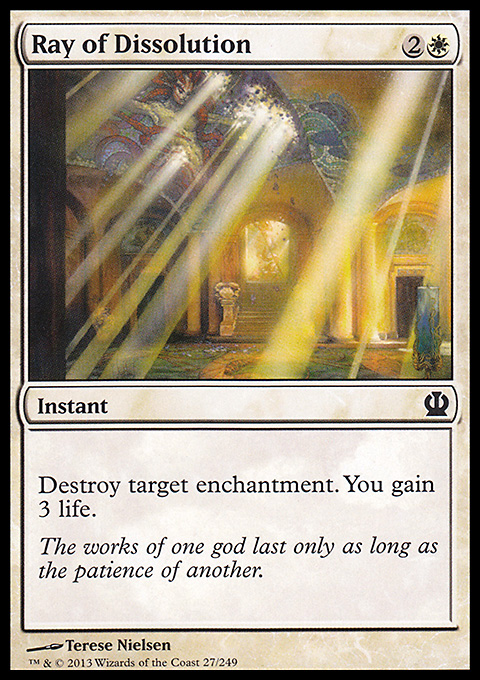 Ray of Dissolution 2
Instant
Destroy target enchantment. You gain
3 life.
The works of one god last only as long as
the patience of another.
Terese Nielsen
™ & © 2013 Wizards of the Coast 27/249